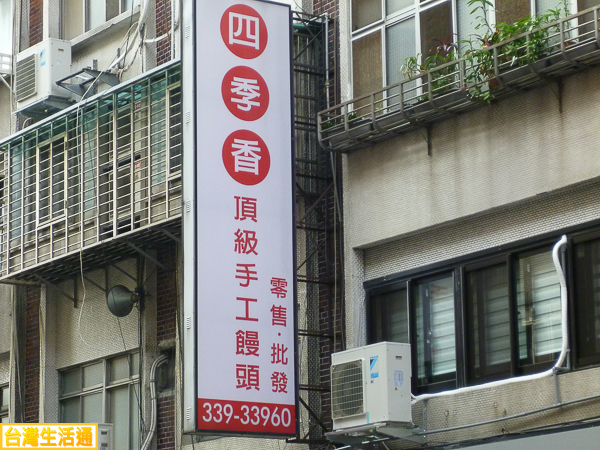 四季香
頂級手工饅頭
零售·批發
339-33960
台灣生活通